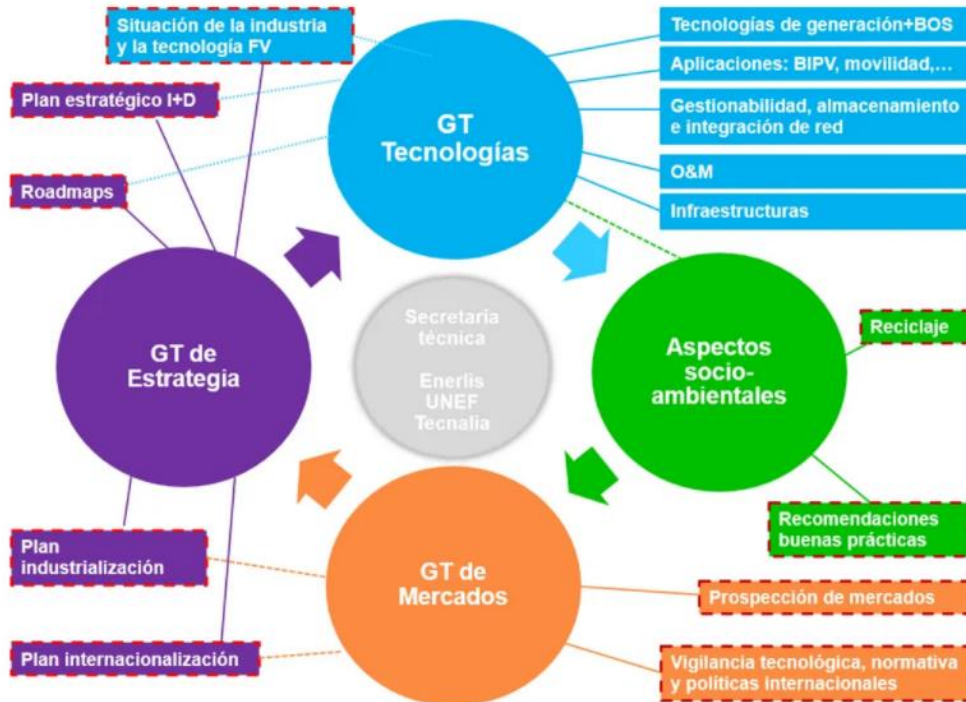 Situación de la industria
y la tecnología FV
Plan estratégico I+D
Roadmaps
GT
Tecnologías
Tecnologías de generación+BOS
Aplicaciones: BIPV, movilidad,...
Gestionabilidad, almacenamiento
e integración de red
O&M
Infraestructuras
GT de
Estrategia
Secretaría
técnica
Enerlis
UNEF
Tecnalia
Aspectos
socio-
ambientales
Reciclaje
Recomendaciones
buenas prácticas
Plan
industrialización
Plan internacionalización
GT de
Mercados
Prospección de mercados
Vigilancia tecnológica, normativa
y políticas internacionales